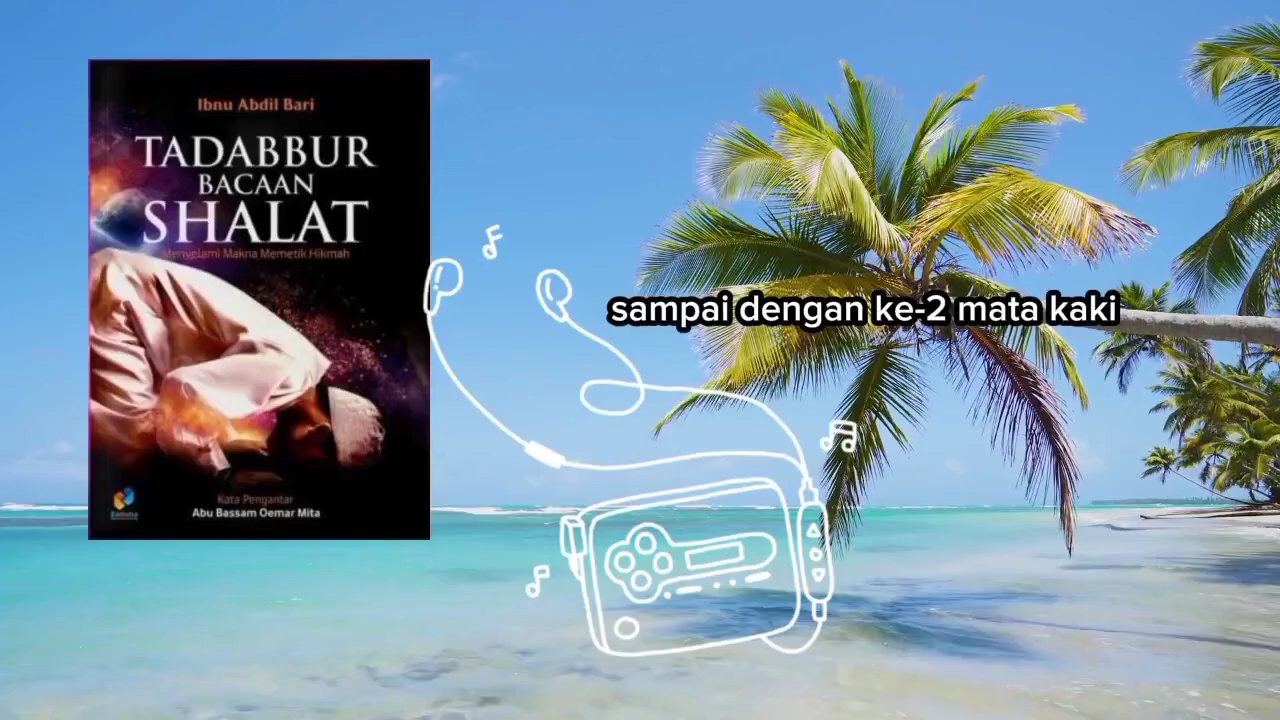 Ibnu Abdil Bari
TADABBUR
BACAAN
SHALAT
Menyelami Makna Memetik Hikmah
Kata Pengantar
Abu Bassam Oemar Mita
sampai dengan ke-2 mata kaki